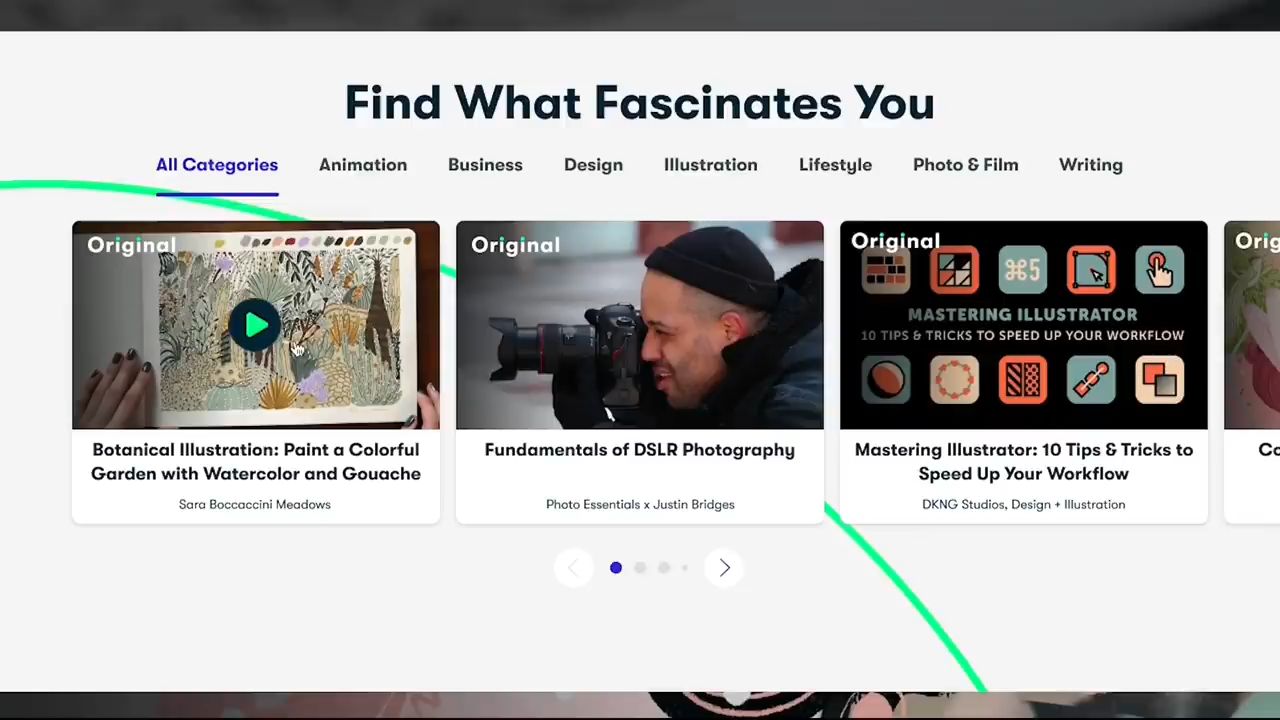 Find What Fascinates You
All Categories Animation Business Design Illustration Lifestyle Photo & Film Writing
Original
Original
Original
MASTERING ILLUSTRATOR
10 TIPS & TRICKS TO SPEED UP YOUR WORKFLOW
⌘5
Botanical Illustration: Paint a Colorful
Garden with Watercolor and Gouache
Sara Boccaccini Meadows
Fundamentals of DSLR Photography
Photo Essentials x Justin Bridges
Mastering Illustrator: 10 Tips & Tricks to
Speed Up Your Workflow
DKNG Studios, Design + Illustration